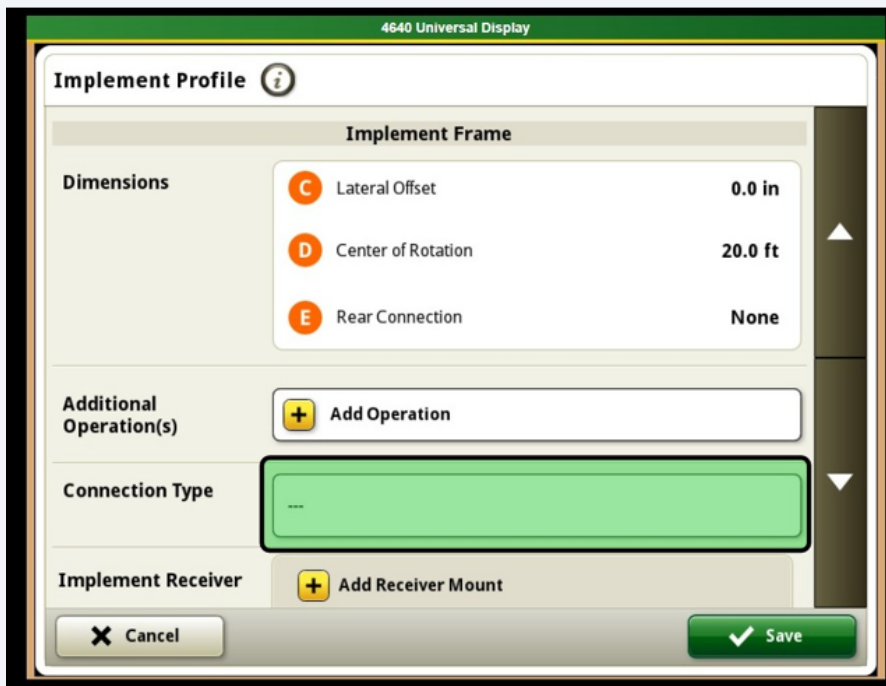 4640 Universal Display
Implement Profile i
Implement Frame
Dimensions
C Lateral Offset 0.0 in
D Center of Rotation 20.0 ft
E Rear Connection None
Additional
Operation(s)
+ Add Operation
Connection Type
---
Implement Receiver + Add Receiver Mount
Cancel
Save